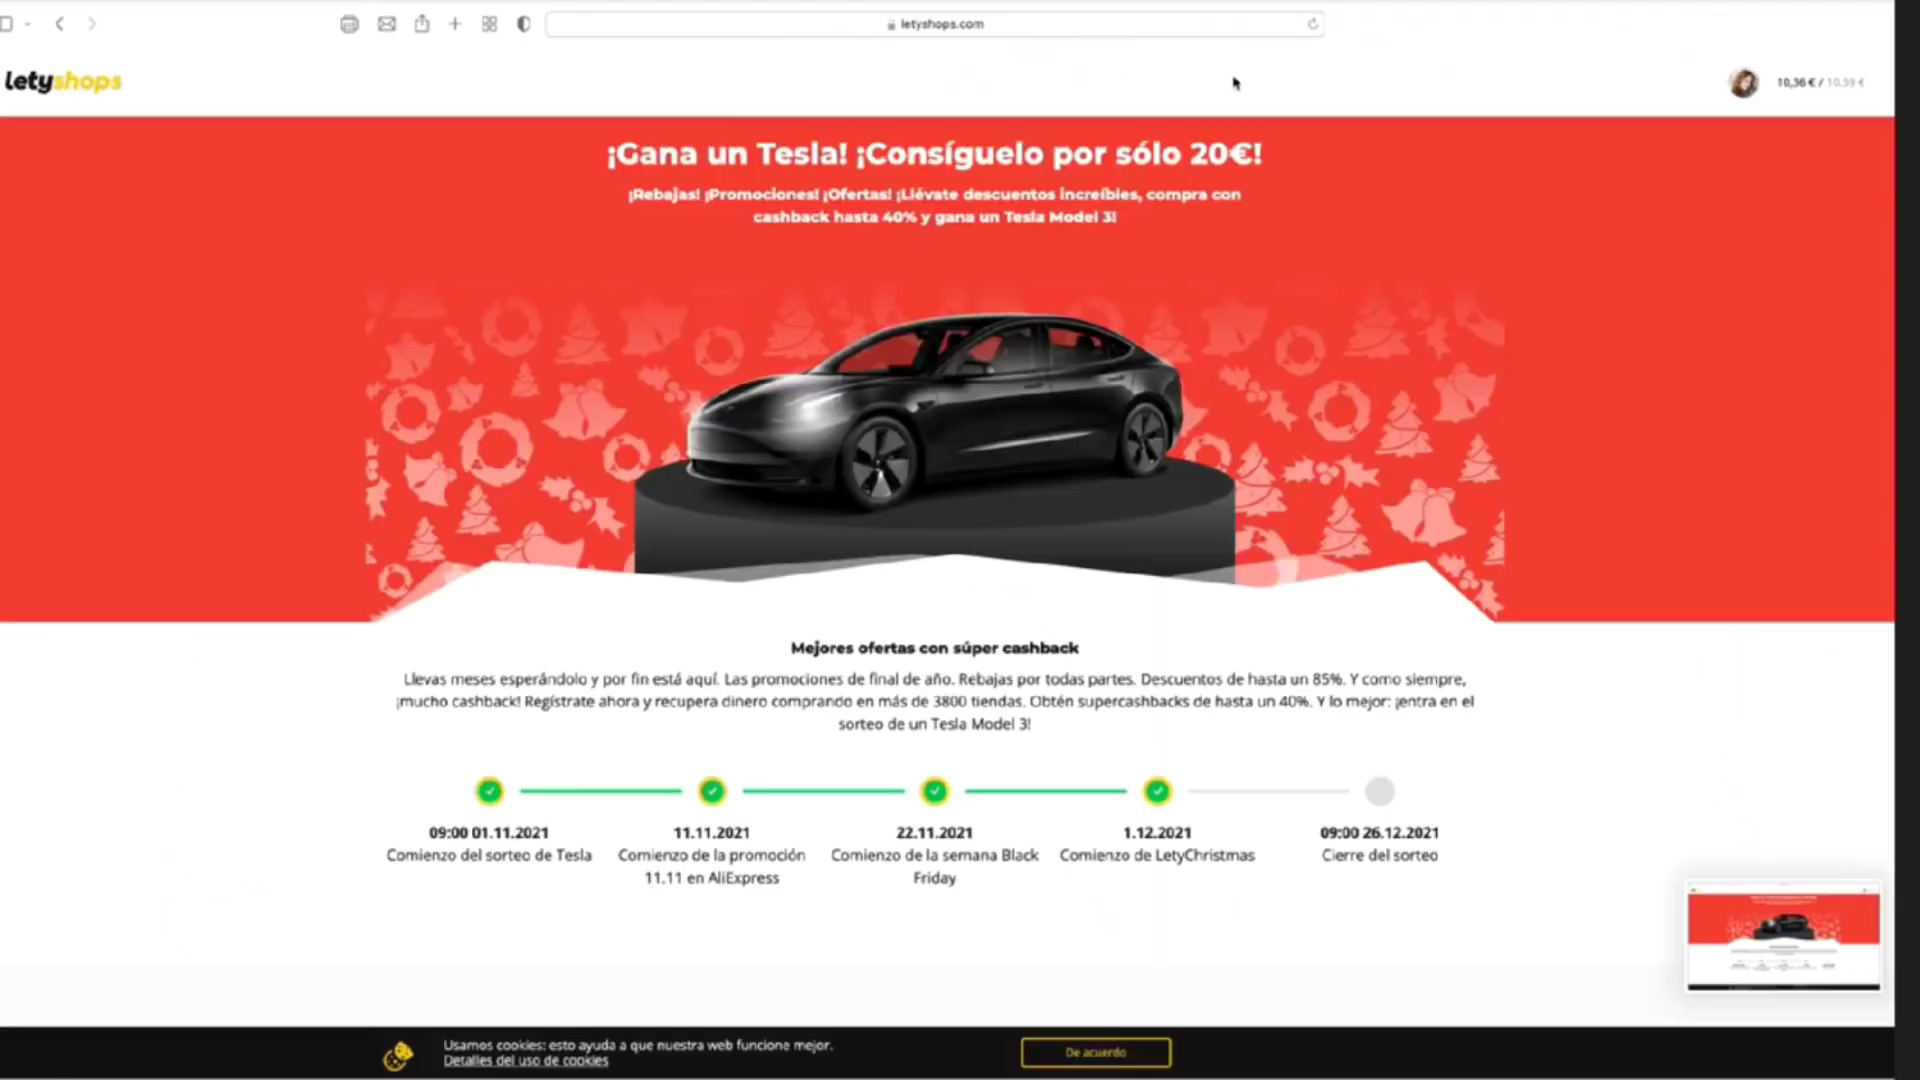 letyshops.com
letyshops
10,36 € / 10,59 €
¡Gana un Tesla! ¡Consíguelo por sólo 20€!
¡Rebajas! ¡Promociones! ¡Ofertas! ¡Llévate descuentos increíbles, compra con
cashback hasta 40% y gana un Tesla Model 3!
Mejores ofertas con súper cashback
Llevas meses esperándolo y por fin está aquí. Las promociones de final de año. Rebajas por todas partes. Descuentos de hasta un 85%. Y como siempre,
¡mucho cashback! Regístrate ahora y recupera dinero comprando en más de 3800 tiendas. Obtén supercashbacks de hasta un 40%. Y lo mejor: ¡entra en el
sorteo de un Tesla Model 3!
09:00 01.11.2021
Comienzo del sorteo de Tesla
11.11.2021
Comienzo de la promoción
11.11 en AliExpress
22.11.2021
Comienzo de la semana Black
Friday
1.12.2021
Comienzo de LetyChristmas
09:00 26.12.2021
Cierre del sorteo
Usamos cookies: esto ayuda a que nuestra web funcione mejor.
Detalles del uso de cookies
De acuerdo